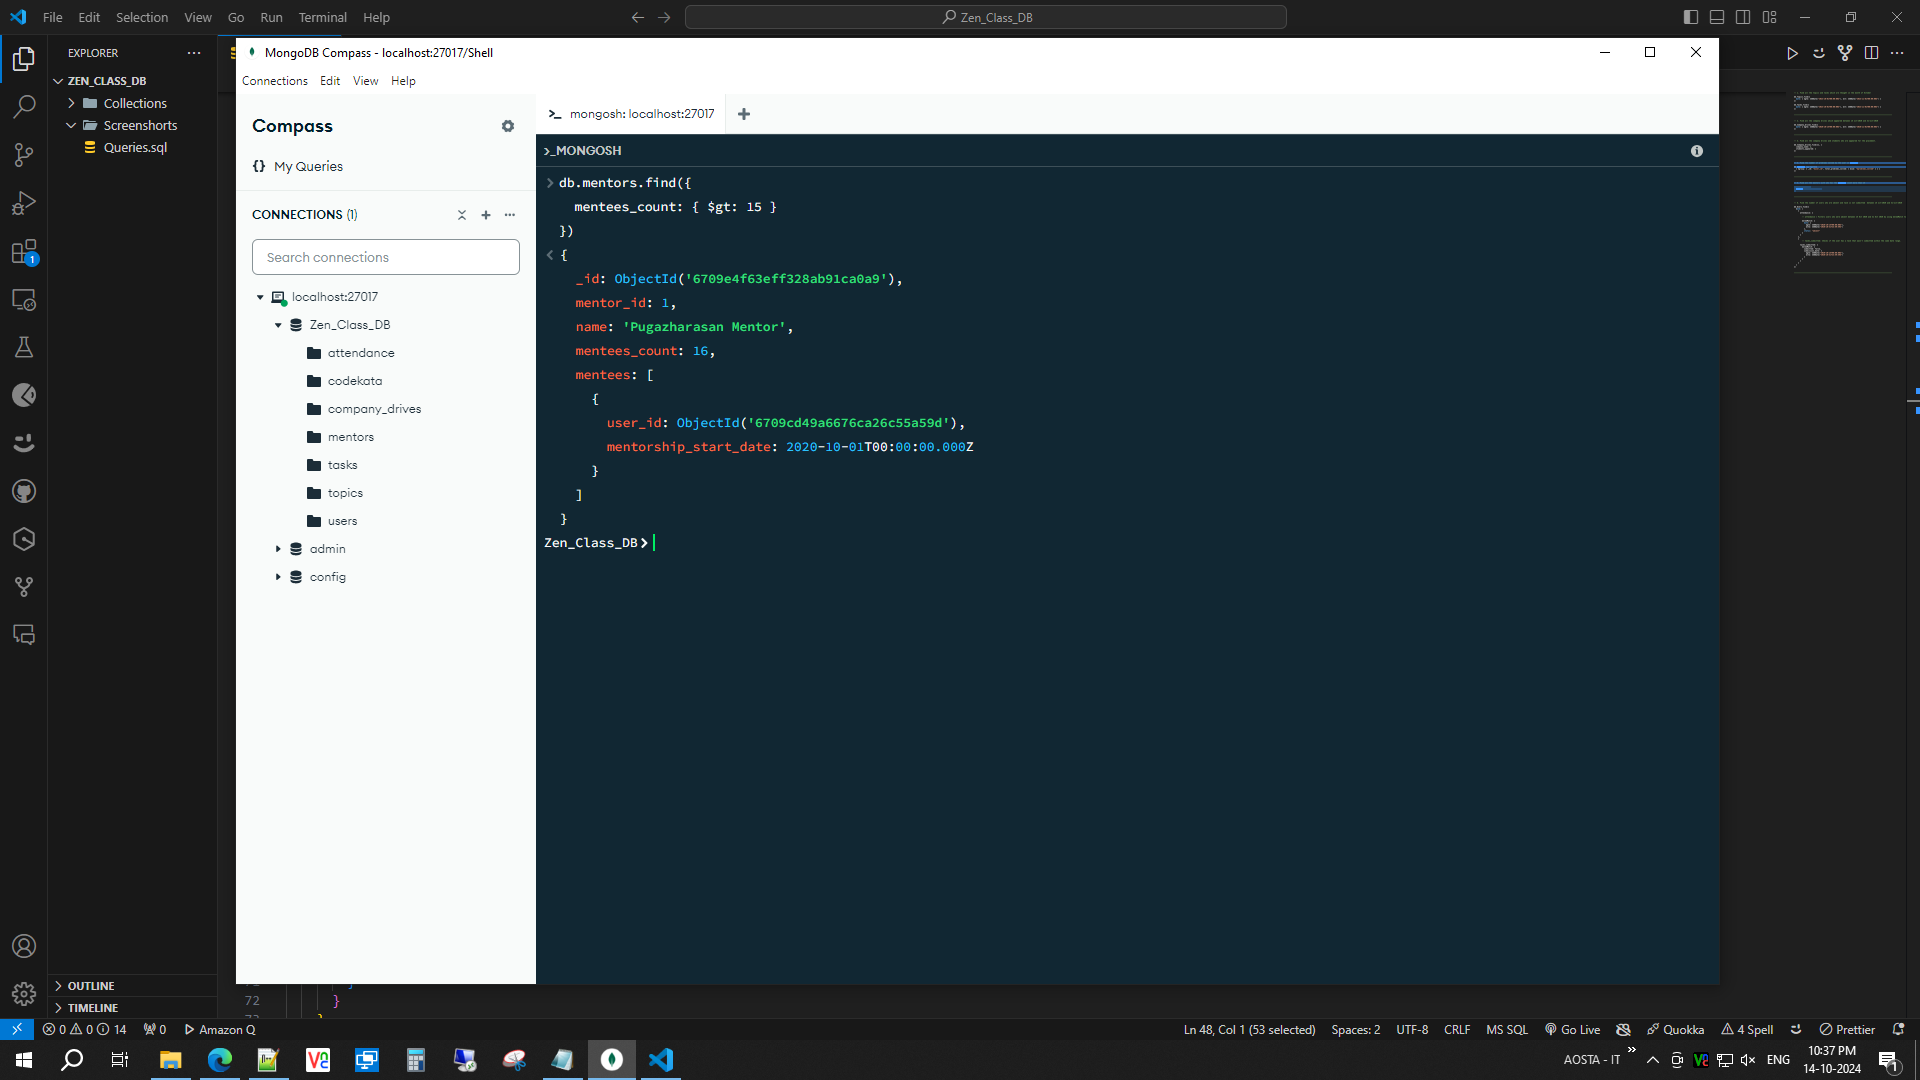 File Edit Selection View Go Run Terminal Help
Zen_Class_DB
EXPLORER
ZEN_CLASS_DB
Collections
Screenshorts
Queries.sql
1
OUTLINE
TIMELINE
MongoDB Compass - localhost:27017/Shell
Connections Edit View Help
Compass
My Queries
CONNECTIONS (1)
Search connections
localhost:27017
Zen_Class_DB
attendance
codekata
company_drives
mentors
tasks
topics
users
admin
config
mongosh: localhost:27017
>_MONGOSH
db.mentors.find({
mentees_count: { $gt: 15 }
})
{
_id: ObjectId('6709e4f63eff328ab91ca0a9'),
mentor_id: 1,
name: 'Pugazharasan Mentor',
mentees_count: 16,
mentees: [
{
user_id: ObjectId('6709cd49a6676ca26c55a59d'),
mentorship_start_date: 2020-10-01T00:00:00.000Z
}
]
}
Zen_Class_DB>
72 }
0 0 14 0 Amazon Q
Ln 48, Col 1 (53 selected) Spaces: 2 UTF-8 CRLF MS SQL Go Live Quokka 4 Spell Prettier
AOSTA - IT ENG
10:37 PM
14-10-2024
1